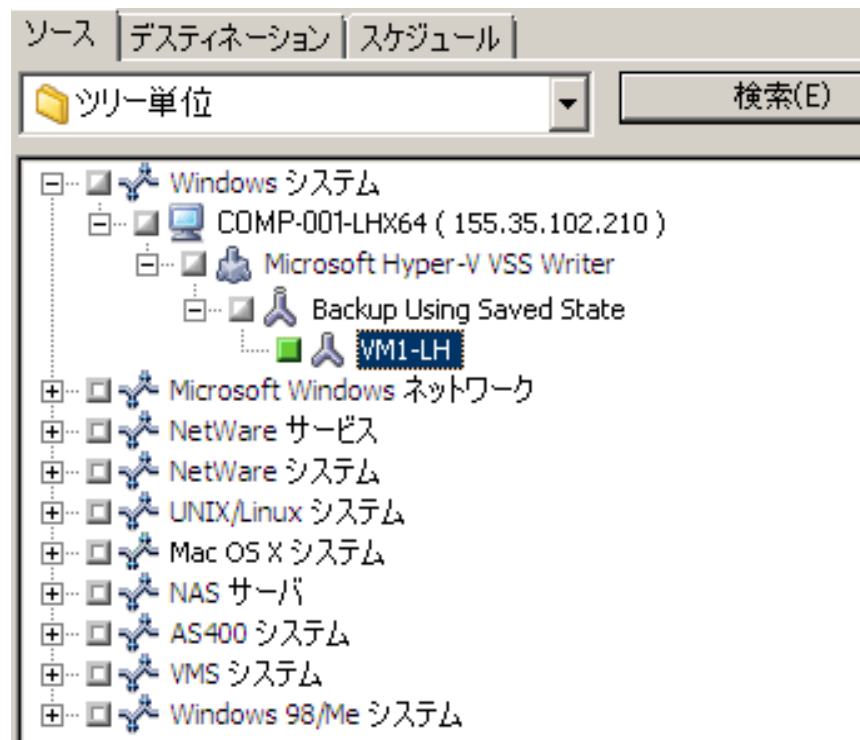 ソース デスティネーション スケジュール
ツリー単位 検索(E)
Windows システム
COMP-001-LHX64 ( 155.35.102.210 )
Microsoft Hyper-V VSS Writer
Backup Using Saved State
VM1-LH
Microsoft Windows ネットワーク
NetWare サービス
NetWare システム
UNIX/Linux システム
Mac OS X システム
NAS サーバ
AS400 システム
VMS システム
Windows 98/Me システム